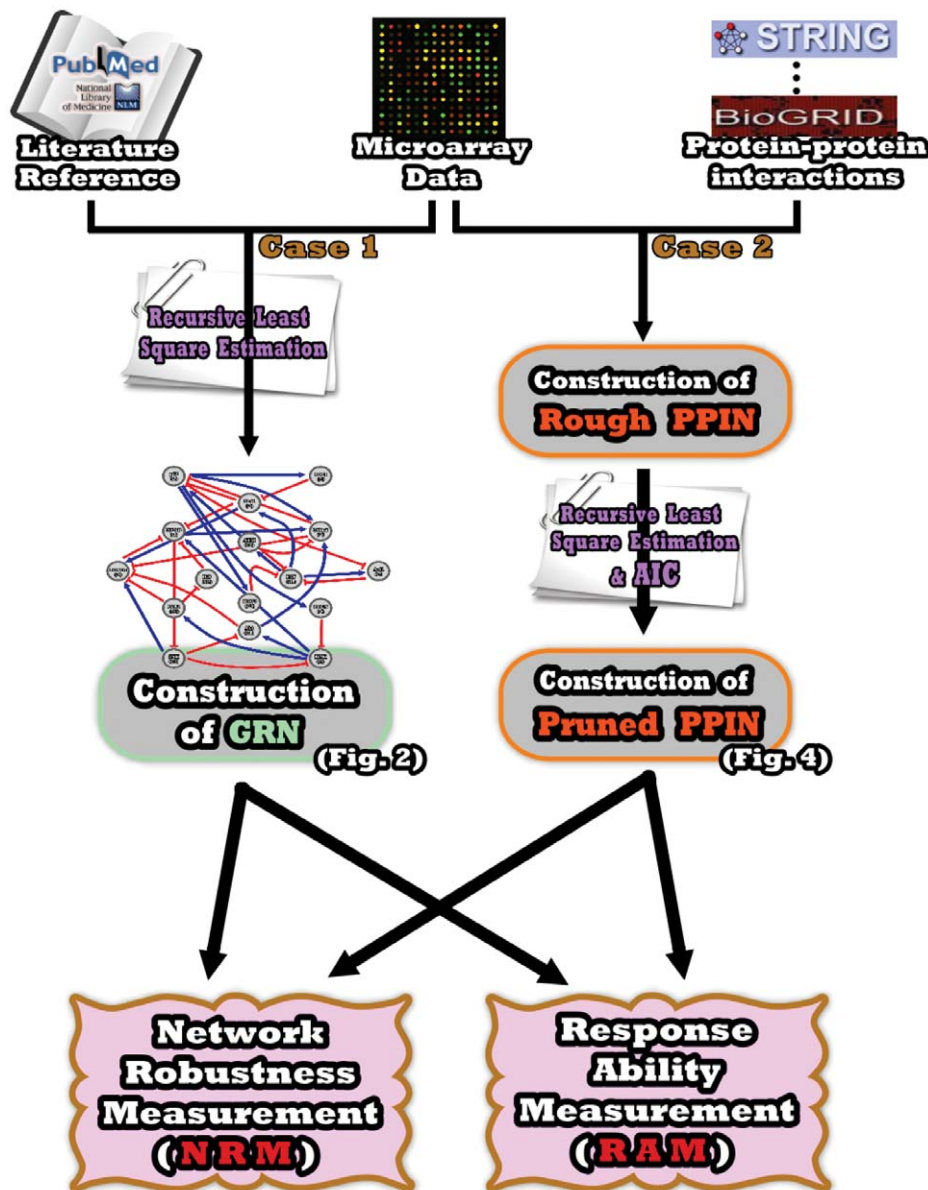 PubMed
National
Library
of Medicine
NLM
Literature
Reference
Microarray
Data
STRING
BioGRID
Protein-protein
interactions
Case 1
Case 2
Recursive Least
Square Estimation
Construction of
Rough PPIN
Recursive Least
Square Estimation
& AIC
Construction
of GRN
(Fig. 2)
Construction of
Pruned PPIN
(Fig. 4)
Network
Robustness
Measurement
(NRM)
Response
Ability
Measurement
(RAM)